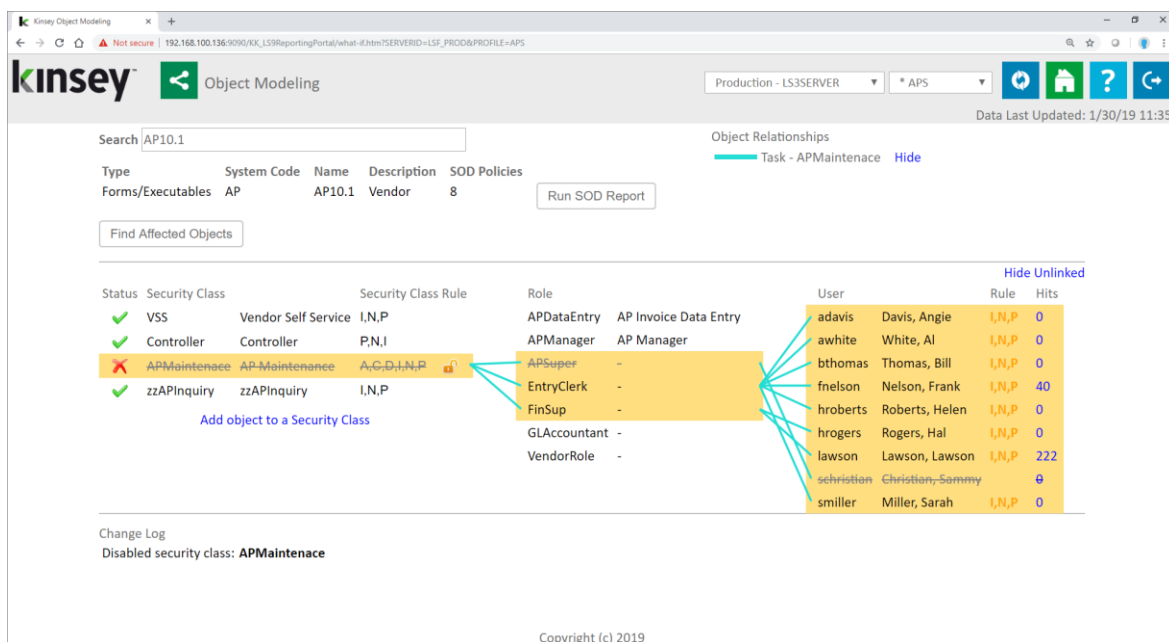 Kinsey Object Modeling × +
Not secure | 192.168.100.136:9090/KK_LS9ReportingPortal/what-if.htm?SERVERID=LSF_PROD&PROFILE=APS
kinsey Object Modeling Production - LS3SERVER * APS ?
Data Last Updated: 1/30/19 11:35
Search AP10.1 Object Relationships
Task - APMaintenace Hide
Type System Code Name Description SOD Policies
Forms/Executables AP AP10.1 Vendor 8 Run SOD Report
Find Affected Objects
Hide Unlinked
Status Security Class Security Class Rule Role User Rule Hits
VSS Vendor Self Service I,N,P APDataEntry AP Invoice Data Entry adavis Davis, Angie I,N,P 0
Controller Controller P,N,I APManager AP Manager awhite White, Al I,N,P 0
APMaintenace AP Maintenance A,C,D,I,N,P APSuper - bthomas Thomas, Bill I,N,P 0
zzAPInquiry zzAPInquiry I,N,P EntryClerk - fnelson Nelson, Frank I,N,P 40
Add object to a Security Class FinSup - hroberts Roberts, Helen I,N,P 0
GLAccountant - hrogers Rogers, Hal I,N,P 0
VendorRole - lawson Lawson, Lawson I,N,P 222
schristian Christian, Sammy 0
smiller Miller, Sarah I,N,P 0
Change Log
Disabled security class: APMaintenace
Copyright (c) 2019